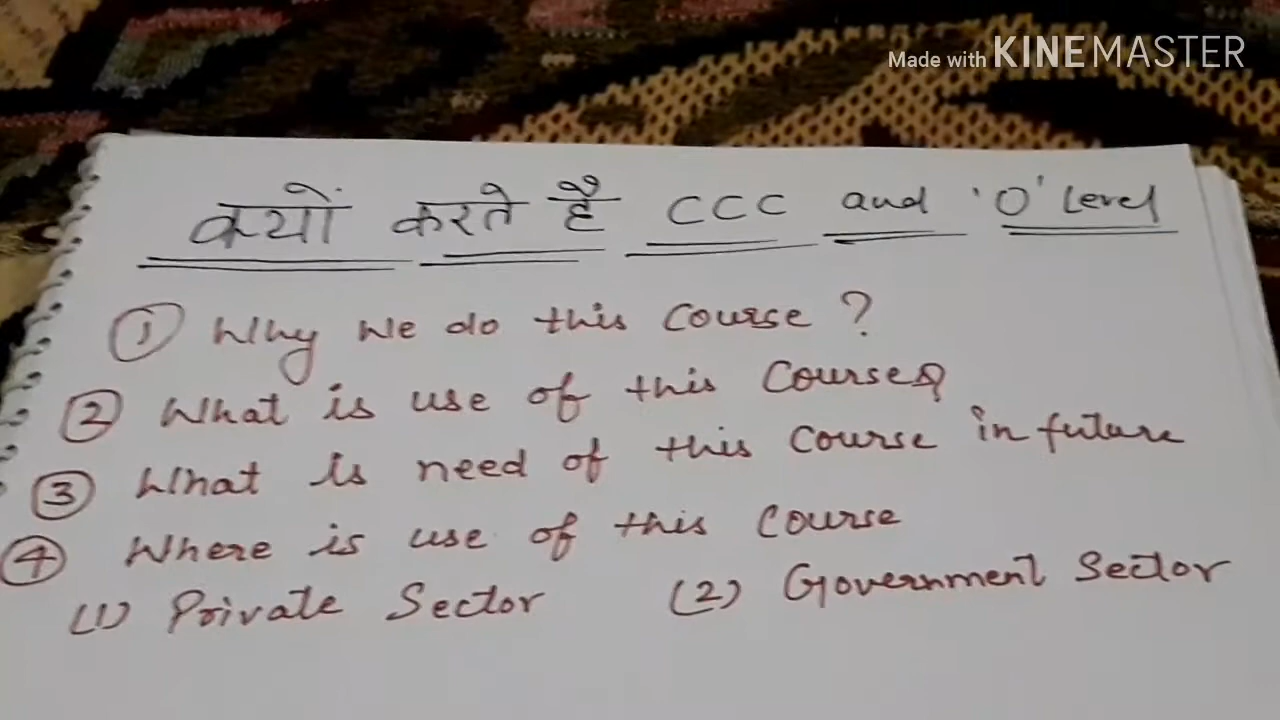 Made with KINEMASTER
क्यों करते है CCC and 'O' Level
① Why We do this Course ?
② What is use of this Course?
③ What is need of this Course in future
④ Where is use of this Course
(1) Private Sector (2) Government Sector